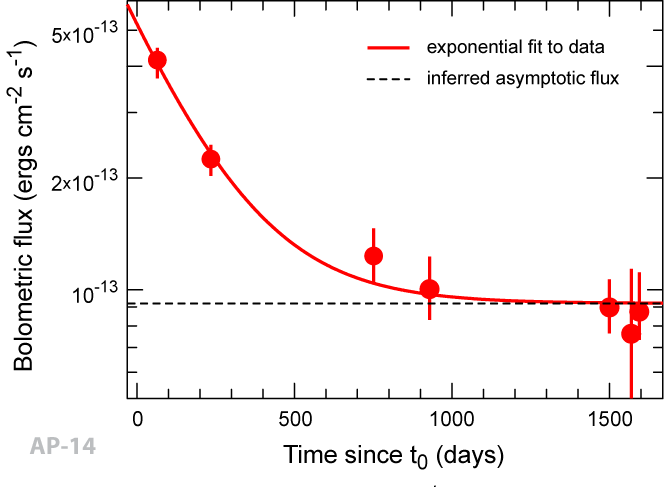 Bolometric flux (ergs cm⁻² s⁻¹)
5×10⁻¹³
2×10⁻¹³
10⁻¹³
exponential fit to data
inferred asymptotic flux
0 500 1000 1500
Time since t₀ (days)
AP-14